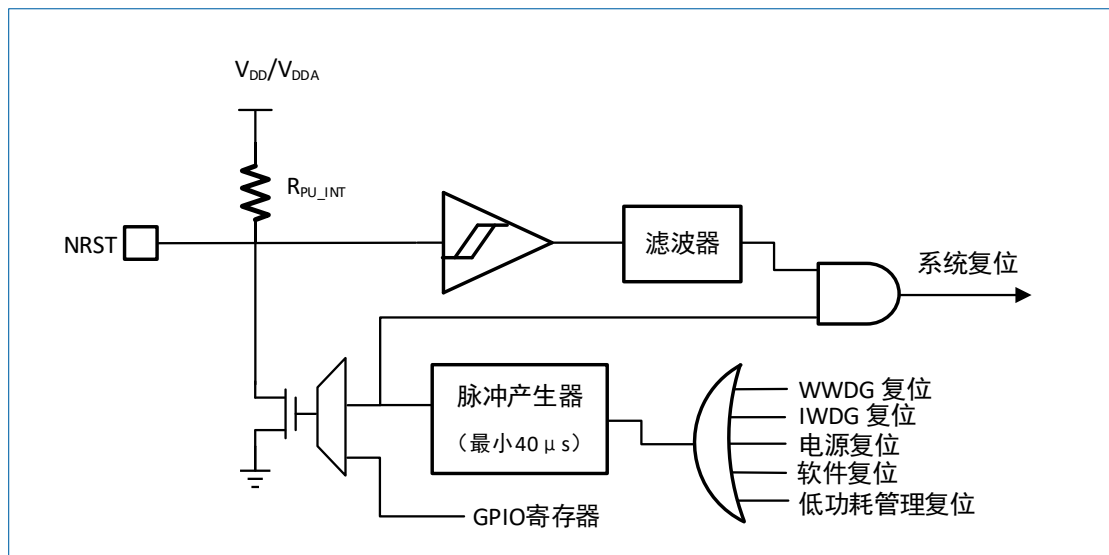 VDD/VDDA
RPU_INT
NRST
滤波器
系统复位
脉冲产生器
（最小40μs）
WWDG 复位
IWDG 复位
电源复位
软件复位
低功耗管理复位
GPIO寄存器